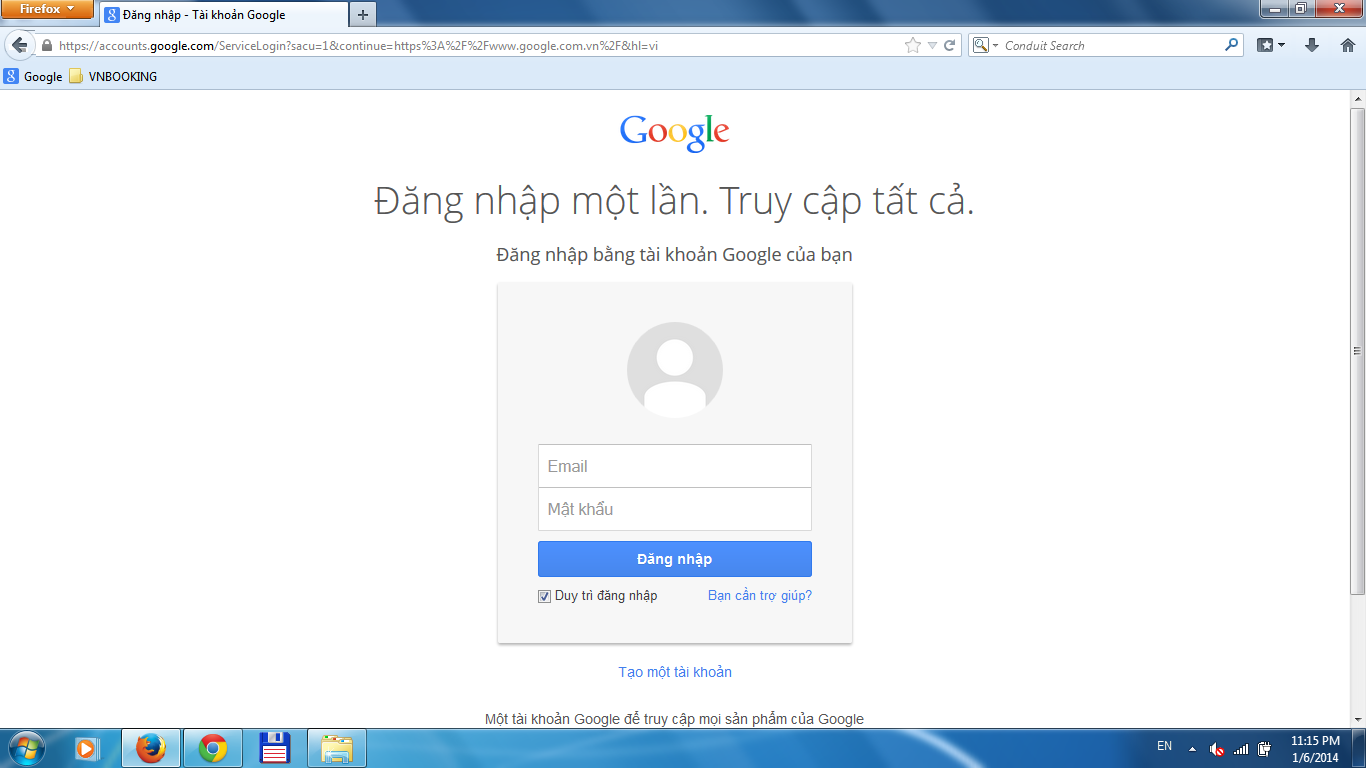 Firefox
Đăng nhập - Tài khoản Google
https://accounts.google.com/ServiceLogin?sacu=1&continue=https%3A%2F%2Fwww.google.com.vn%2F&hl=vi
Conduit Search
Google
VNBOOKING
Google
Đăng nhập một lần. Truy cập tất cả.
Đăng nhập bằng tài khoản Google của bạn
Email
Mật khẩu
Đăng nhập
Duy trì đăng nhập
Bạn cần trợ giúp?
Tạo một tài khoản
Một tài khoản Google để truy cập mọi sản phẩm của Google
EN
11:15 PM
1/6/2014